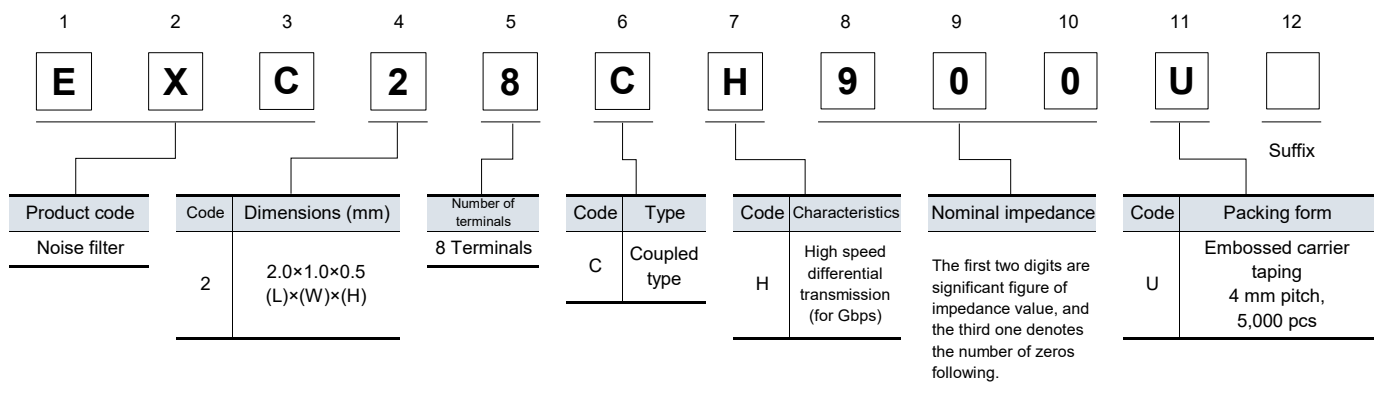 1 2 3 4 5 6 7 8 9 10 11 12
E X C 2 8 C H 9 0 0 U
Suffix
Product code
Noise filter
Code Dimensions (mm)
2
2.0×1.0×0.5
(L)×(W)×(H)
Number of
terminals
8 Terminals
Code Type
C
Coupled
type
Code Characteristics
H
High speed
differential
transmission
(for Gbps)
Nominal impedance
The first two digits are
significant figure of
impedance value, and
the third one denotes
the number of zeros
following.
Code Packing form
U
Embossed carrier
taping
4 mm pitch,
5,000 pcs